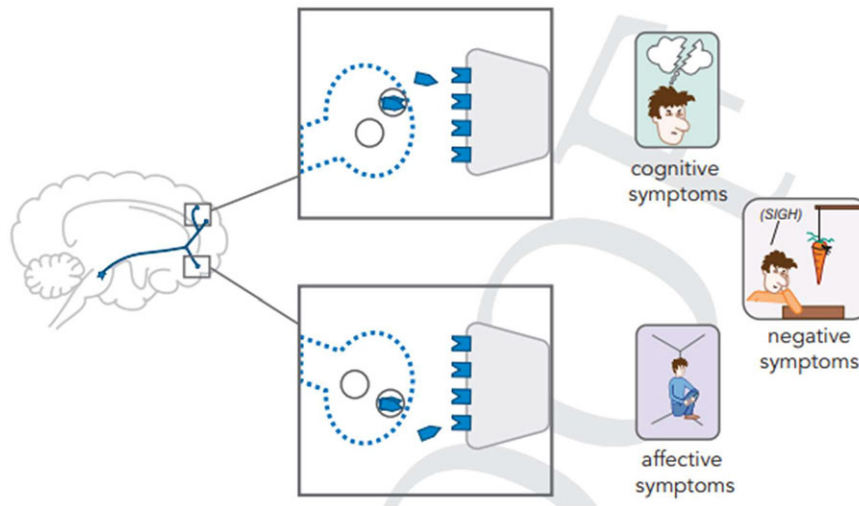 cognitive
symptoms
(SIGH)
negative
symptoms
affective
symptoms